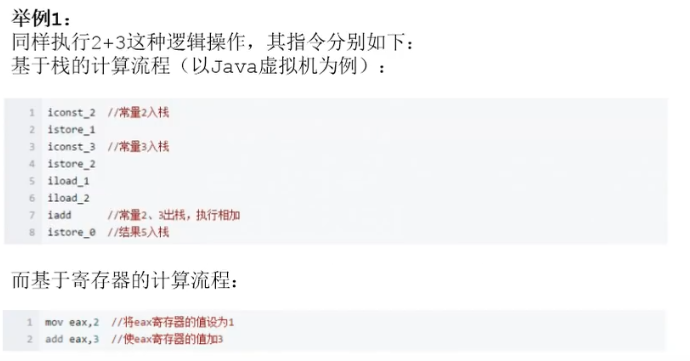 举例1:
同样执行2+3这种逻辑操作，其指令分别如下:
基于栈的计算流程（以Java虚拟机为例）:
1 iconst_2 //常量2入栈
2 istore_1
3 iconst_3 //常量3入栈
4 istore_2
5 iload_1
6 iload_2
7 iadd //常量2、3出栈，执行相加
8 istore_0 //结果5入栈
而基于寄存器的计算流程:
1 mov eax,2 //将eax寄存器的值设为1
2 add eax,3 //使eax寄存器的值加3